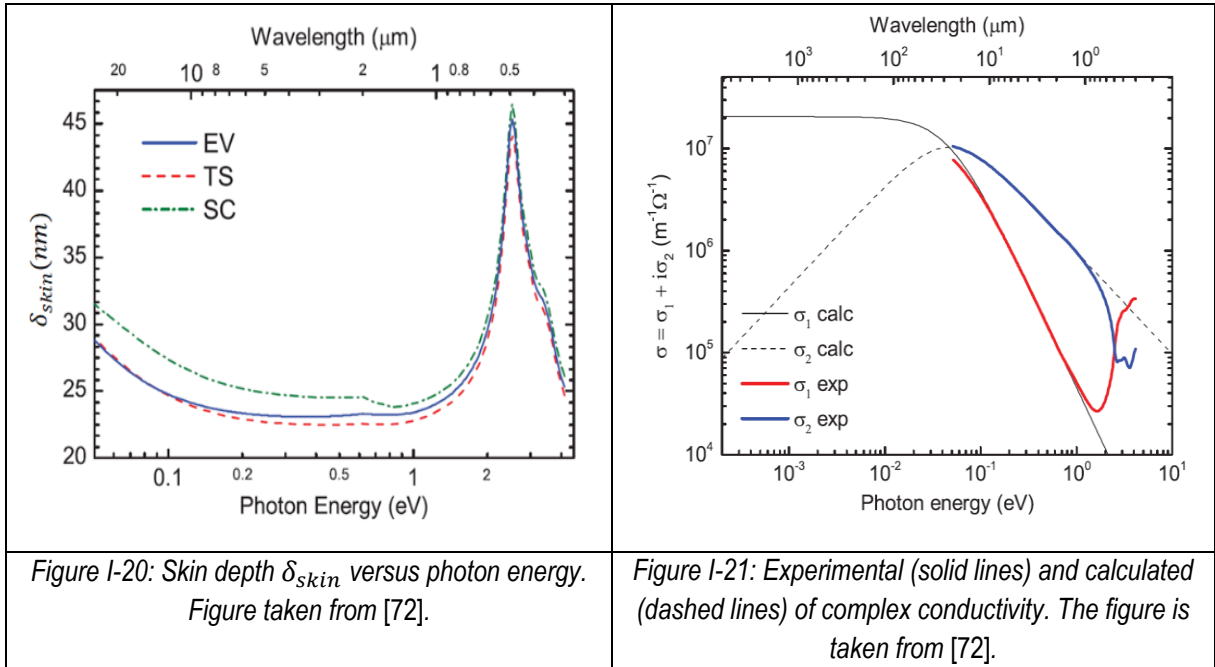 Wavelength (μm)
20 10 8 5 2 1 0.8 0.5
45
40
35
30
25
20
δskin(nm)
EV
TS
SC
0.1 0.2 0.5 1 2
Photon Energy (eV)
Figure I-20: Skin depth δskin versus photon energy.
Figure taken from [72].
Wavelength (μm)
10³ 10² 10¹ 10⁰
10⁷
10⁶
10⁵
10⁴
σ = σ₁ + iσ₂ (m⁻¹Ω⁻¹)
σ₁ calc
σ₂ calc
σ₁ exp
σ₂ exp
10⁻³ 10⁻² 10⁻¹ 10⁰ 10¹
Photon energy (eV)
Figure I-21: Experimental (solid lines) and calculated
(dashed lines) of complex conductivity. The figure is
taken from [72].